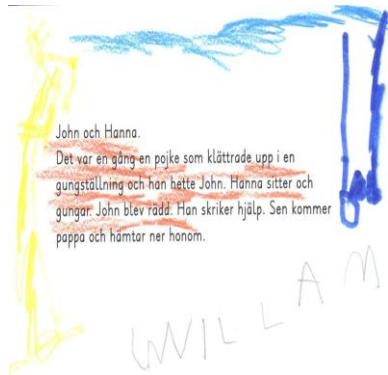 John och Hanna.
Det var en gång en pojke som klättrade upp i en
gungställning och han hette John. Hanna sitter och
gungar. John blev rädd. Han skriker hjälp. Sen kommer
pappa och hämtar ner honom.
WILLAM